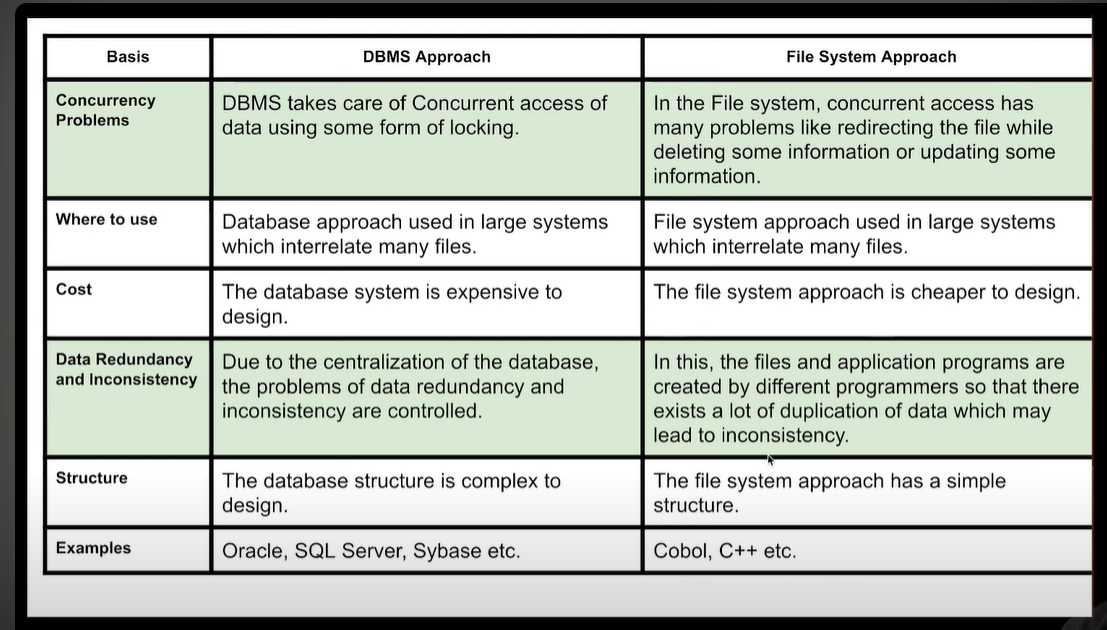 Basis
DBMS Approach
File System Approach
Concurrency
Problems
DBMS takes care of Concurrent access of
data using some form of locking.
In the File system, concurrent access has
many problems like redirecting the file while
deleting some information or updating some
information.
Where to use
Database approach used in large systems
which interrelate many files.
File system approach used in large systems
which interrelate many files.
Cost
The database system is expensive to
design.
The file system approach is cheaper to design.
Data Redundancy
and Inconsistency
Due to the centralization of the database,
the problems of data redundancy and
inconsistency are controlled.
In this, the files and application programs are
created by different programmers so that there
exists a lot of duplication of data which may
lead to inconsistency.
Structure
The database structure is complex to
design.
The file system approach has a simple
structure.
Examples
Oracle, SQL Server, Sybase etc.
Cobol, C++ etc.